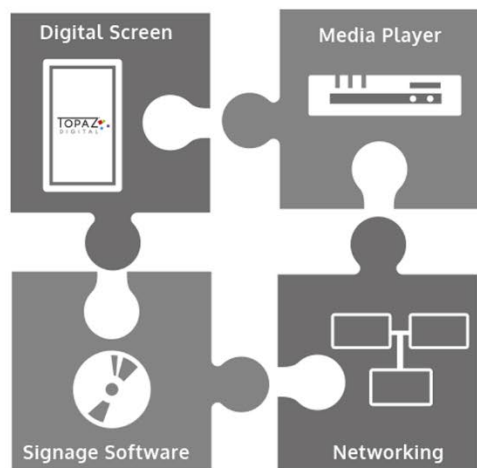 Digital Screen
Media Player
TOPAZ
DIGITAL
Signage Software
Networking